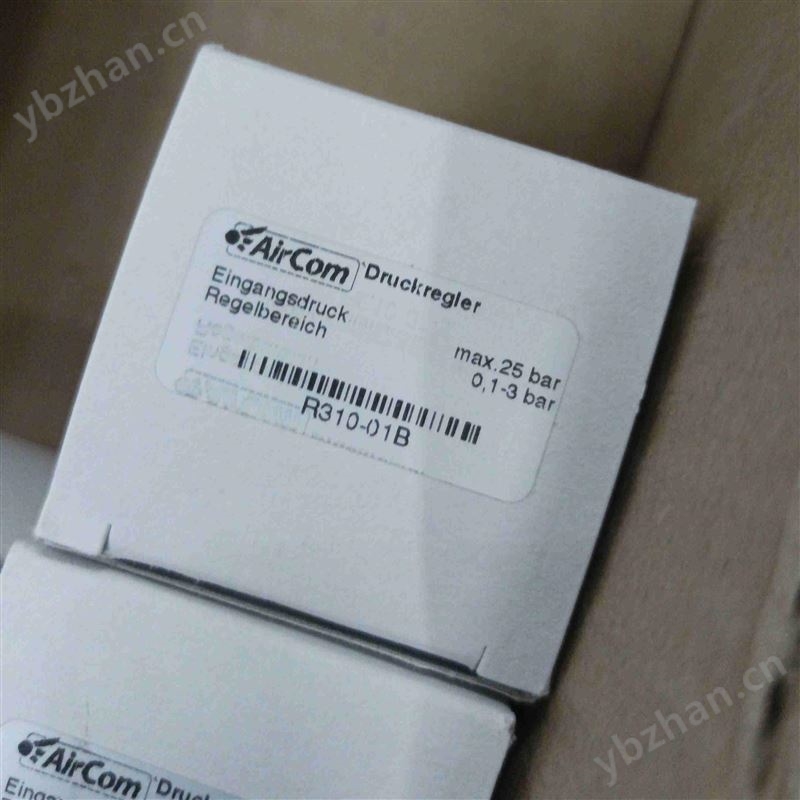 ybzhan.cn
AirCom Druckregler
Eingangsdruck max.25 bar
Regelbereich 0,1-3 bar
R310-01B
AirCom
ybzhan.cn